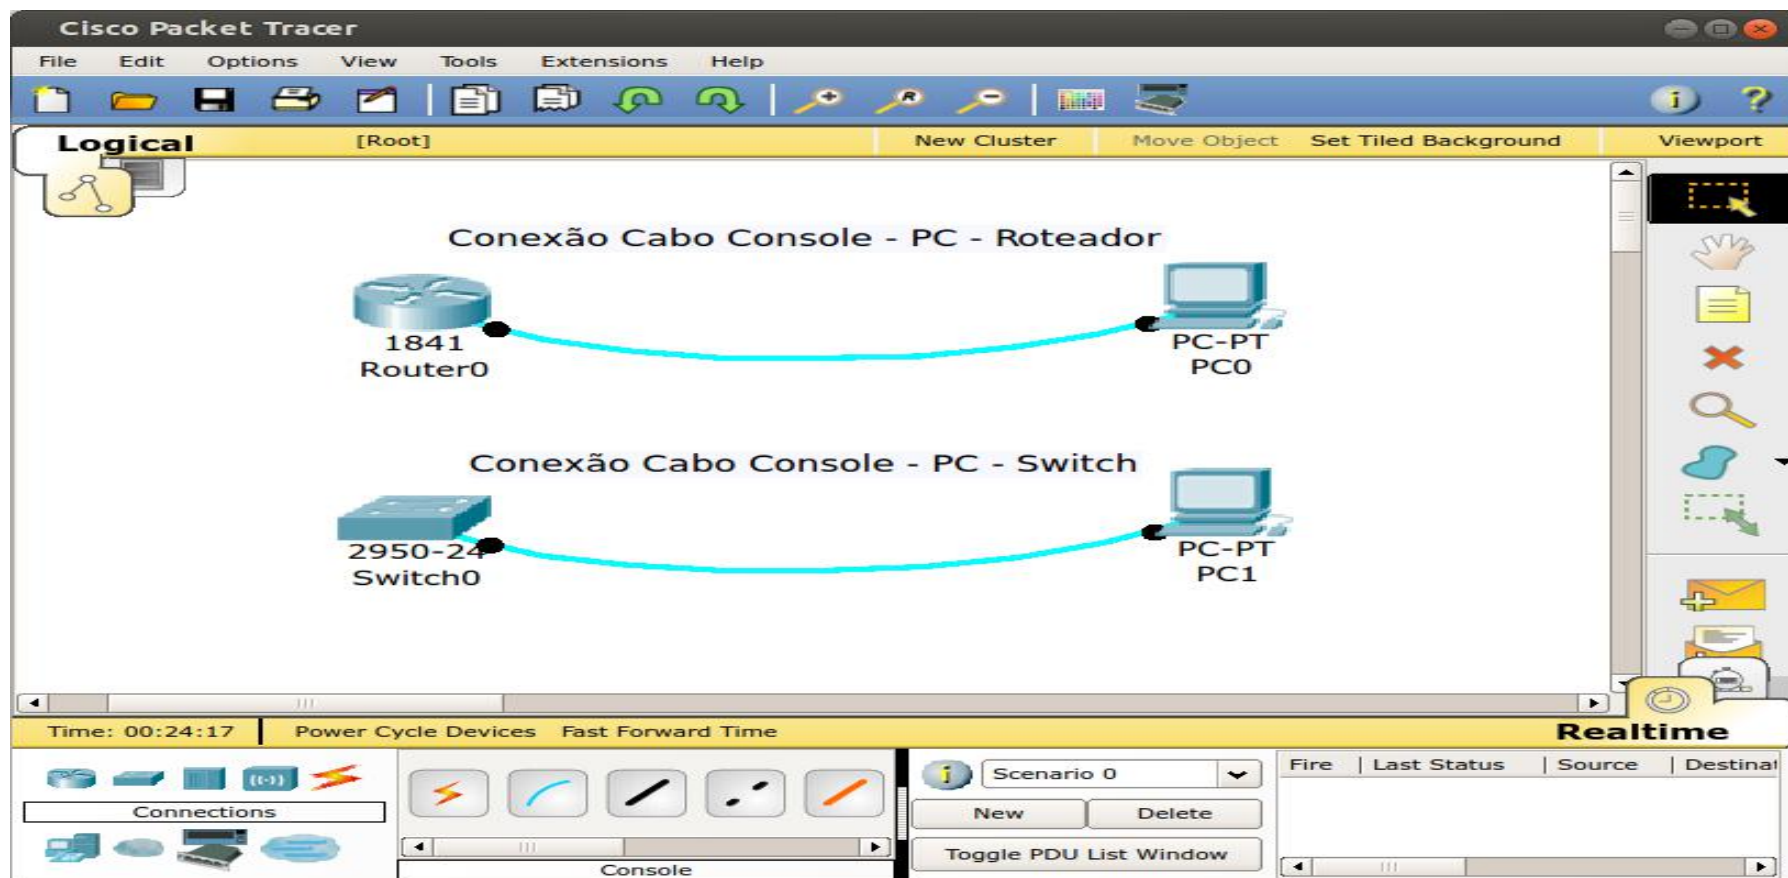 Cisco Packet Tracer
File Edit Options View Tools Extensions Help
Logical [Root] New Cluster Move Object Set Tiled Background Viewport
Conexão Cabo Console - PC - Roteador
1841
Router0
PC-PT
PC0
Conexão Cabo Console - PC - Switch
2950-24
Switch0
PC-PT
PC1
Time: 00:24:17 Power Cycle Devices Fast Forward Time Realtime
Connections
Console
Scenario 0
New Delete
Toggle PDU List Window
Fire Last Status Source Destinat